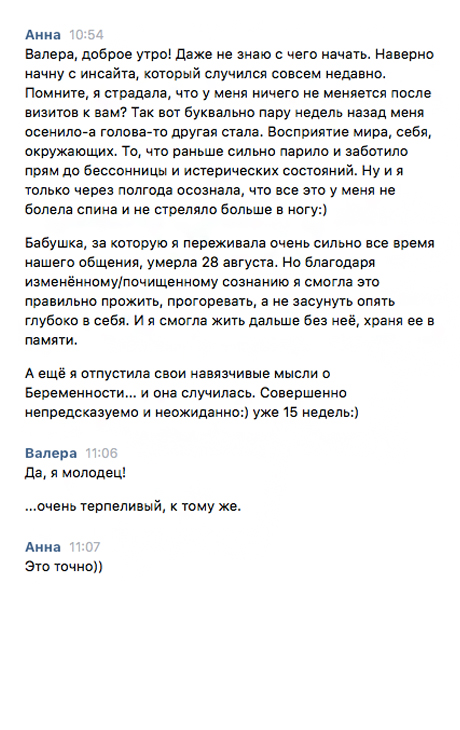 Анна 10:54
Валера, доброе утро! Даже не знаю с чего начать. Наверно
начну с инсайта, который случился совсем недавно.
Помните, я страдала, что у меня ничего не меняется после
визитов к вам? Так вот буквально пару недель назад меня
осенило-а голова-то другая стала. Восприятие мира, себя,
окружающих. То, что раньше сильно парило и заботило
прям до бессонницы и истерических состояний. Ну и я
только через полгода осознала, что все это у меня не
болела спина и не стреляло больше в ногу:)
Бабушка, за которую я переживала очень сильно все время
нашего общения, умерла 28 августа. Но благодаря
изменённому/почищенному сознанию я смогла это
правильно прожить, прогоревать, а не засунуть опять
глубоко в себя. И я смогла жить дальше без неё, храня ее в
памяти.
А ещё я отпустила свои навязчивые мысли о
Беременности... и она случилась. Совершенно
непредсказуемо и неожиданно:) уже 15 недель:)
Валера 11:06
Да, я молодец!
...очень терпеливый, к тому же.
Анна 11:07
Это точно))